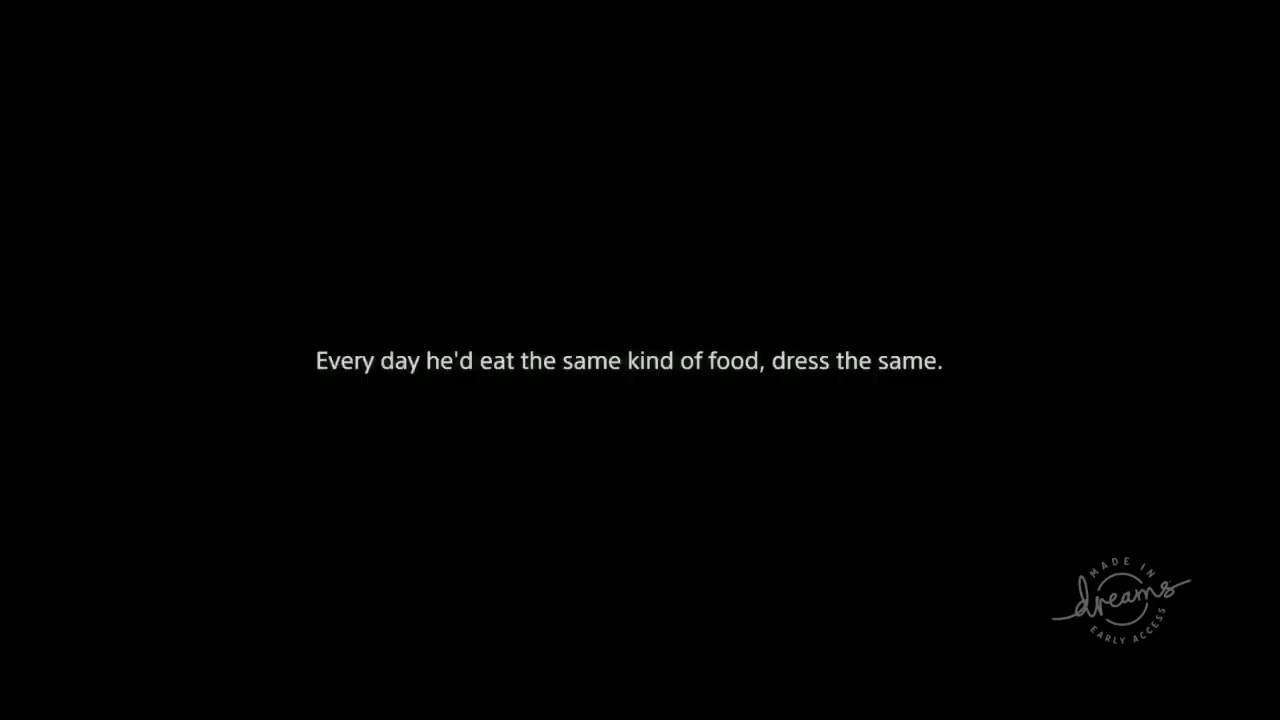 Every day he'd eat the same kind of food, dress the same.
MADE IN
dreams
EARLY ACCESS